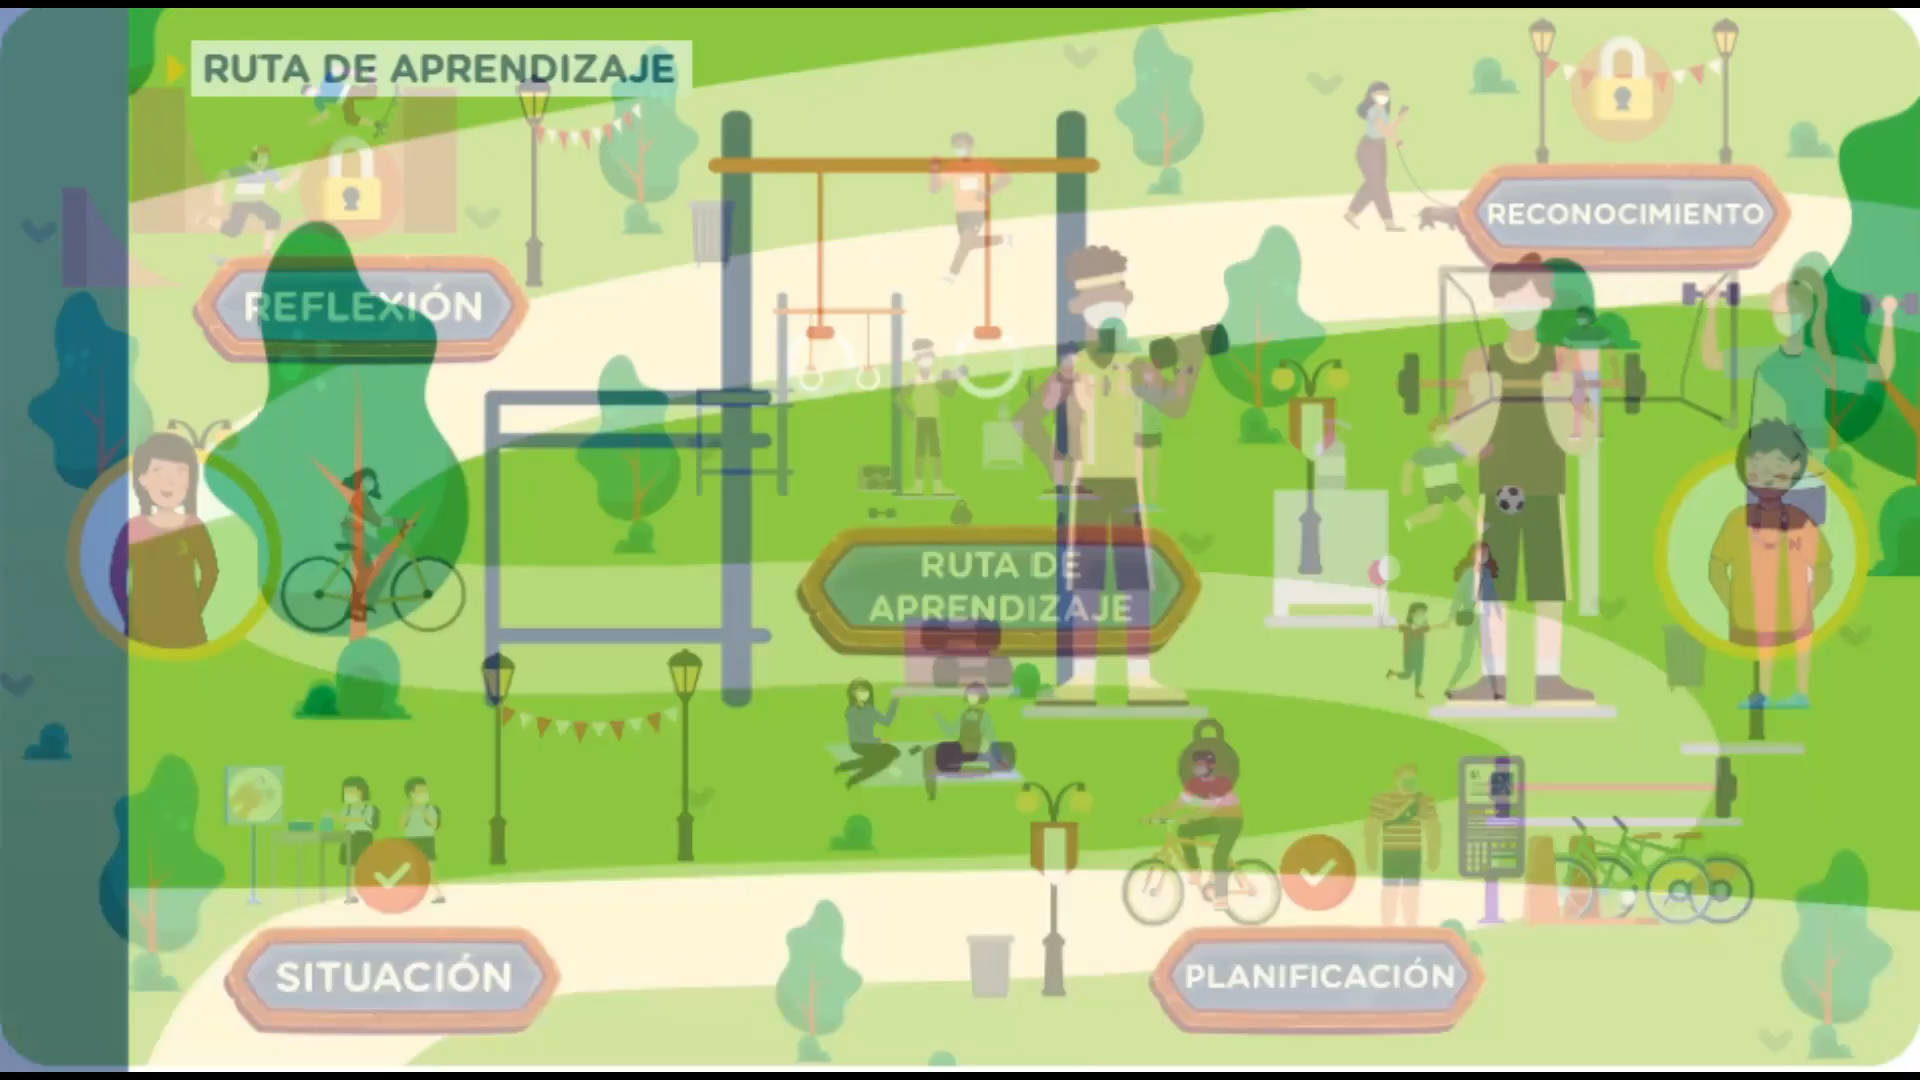 RUTA DE APRENDIZAJE
RECONOCIMIENTO
REFLEXIÓN
RUTA DE
APRENDIZAJE
SITUACIÓN
PLANIFICACIÓN